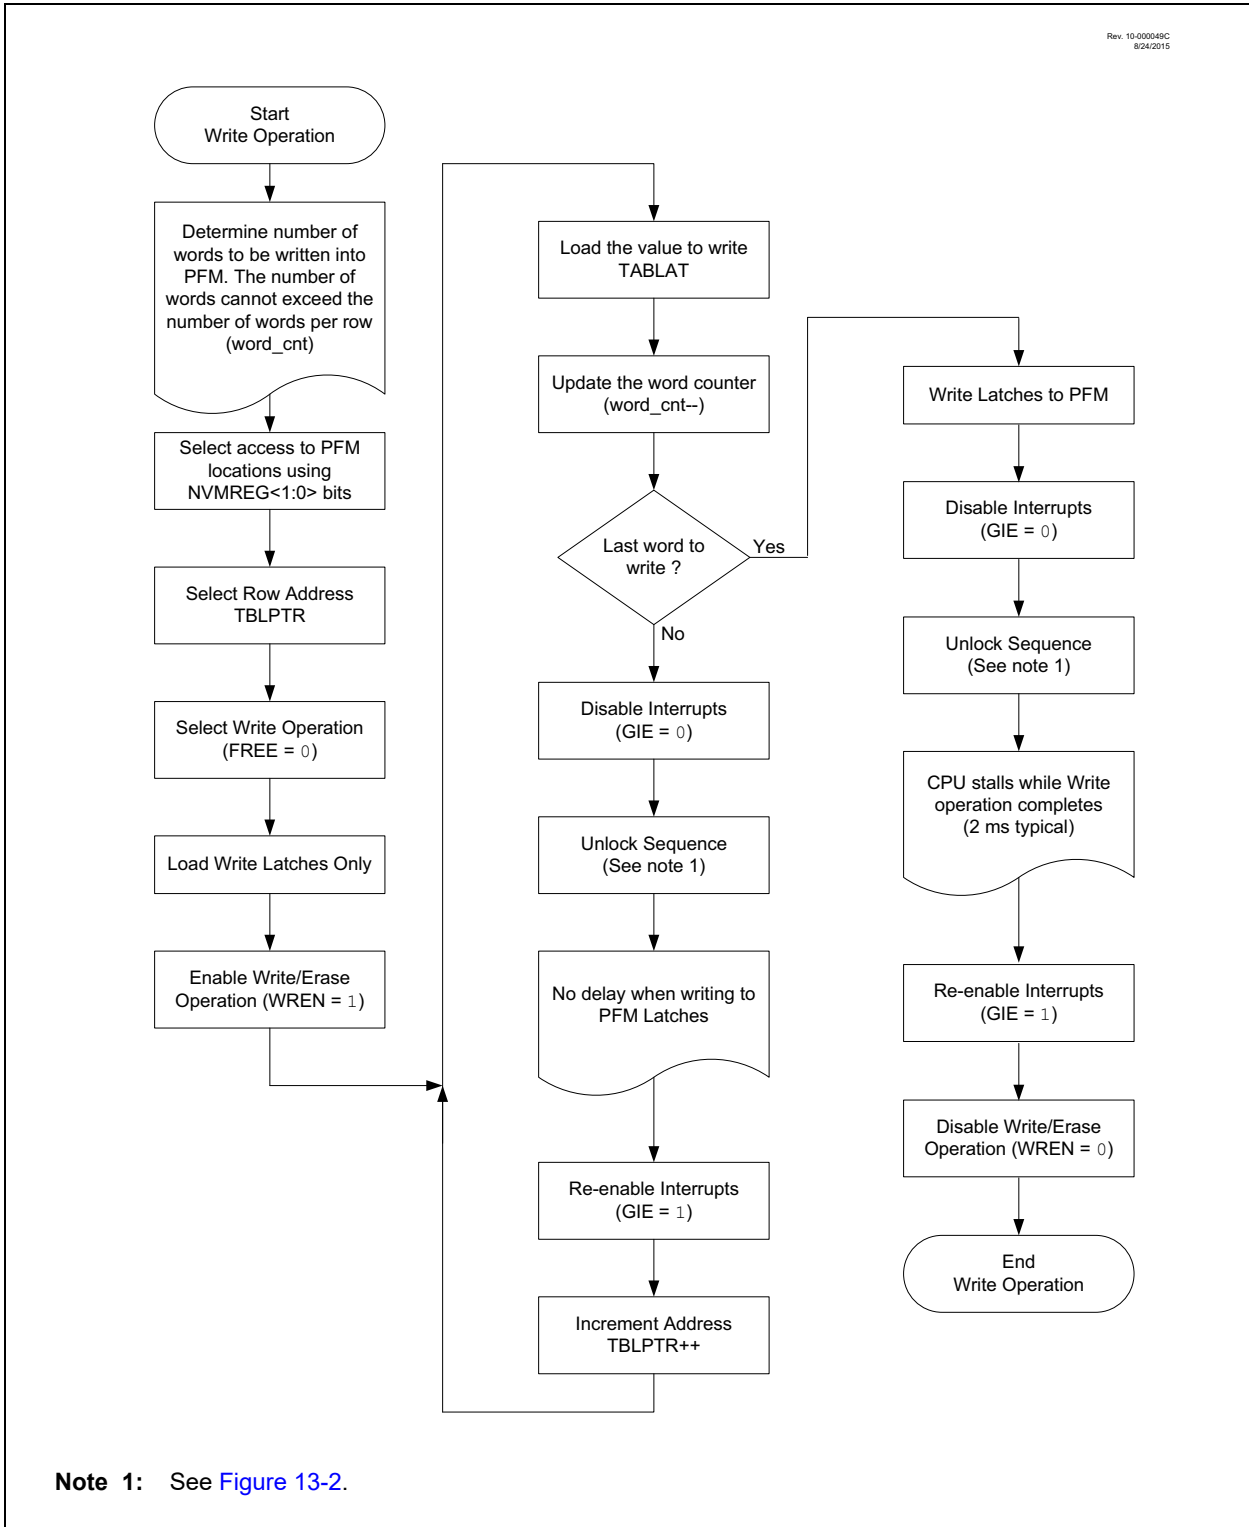 Rev. 10-000049C
8/24/2015
Start
Write Operation
Determine number of
words to be written into
PFM. The number of
words cannot exceed the
number of words per row
(word_cnt)
Select access to PFM
locations using
NVMREG<1:0> bits
Select Row Address
TBLPTR
Select Write Operation
(FREE = 0)
Load Write Latches Only
Enable Write/Erase
Operation (WREN = 1)
Load the value to write
TABLAT
Update the word counter
(word_cnt--)
Last word to
write ?
Yes
No
Disable Interrupts
(GIE = 0)
Unlock Sequence
(See note 1)
No delay when writing to
PFM Latches
Re-enable Interrupts
(GIE = 1)
Increment Address
TBLPTR++
Write Latches to PFM
Disable Interrupts
(GIE = 0)
Unlock Sequence
(See note 1)
CPU stalls while Write
operation completes
(2 ms typical)
Re-enable Interrupts
(GIE = 1)
Disable Write/Erase
Operation (WREN = 0)
End
Write Operation
Note 1: See Figure 13-2.